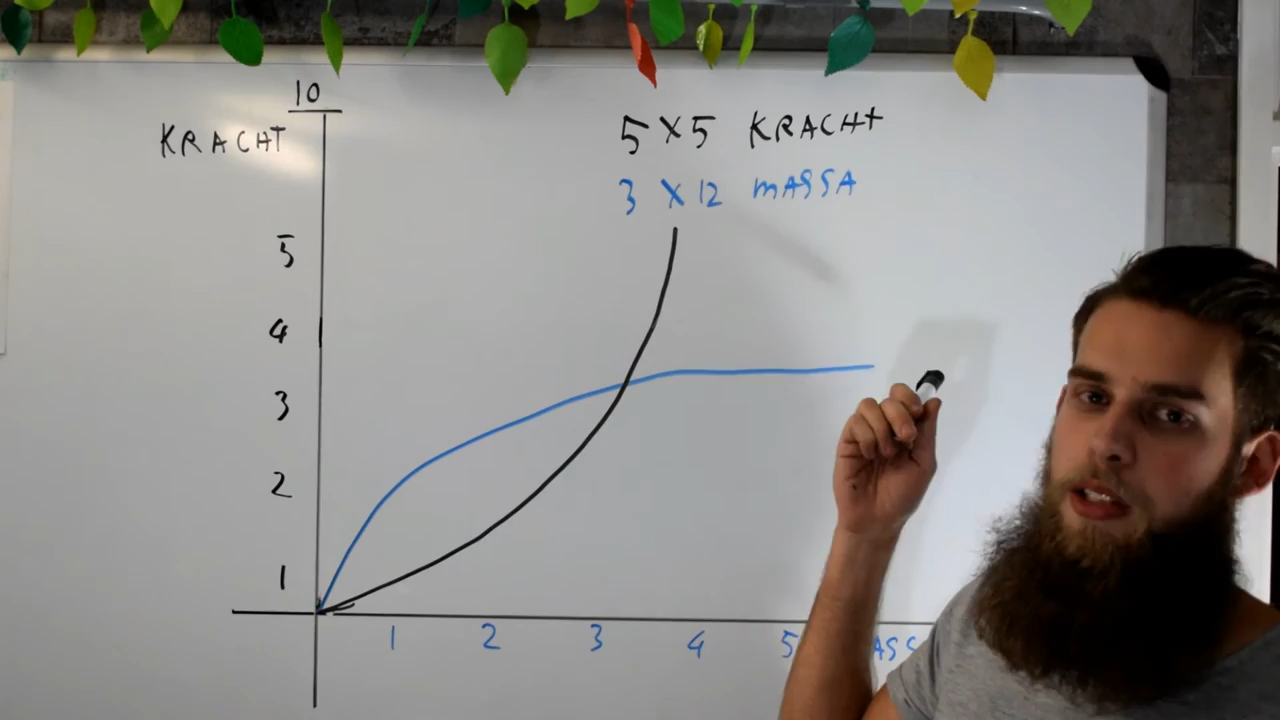 10
KRACHT
5 X 5 KRACHT
3 X 12 MASSA
5
4
3
2
1
1 2 3 4 5